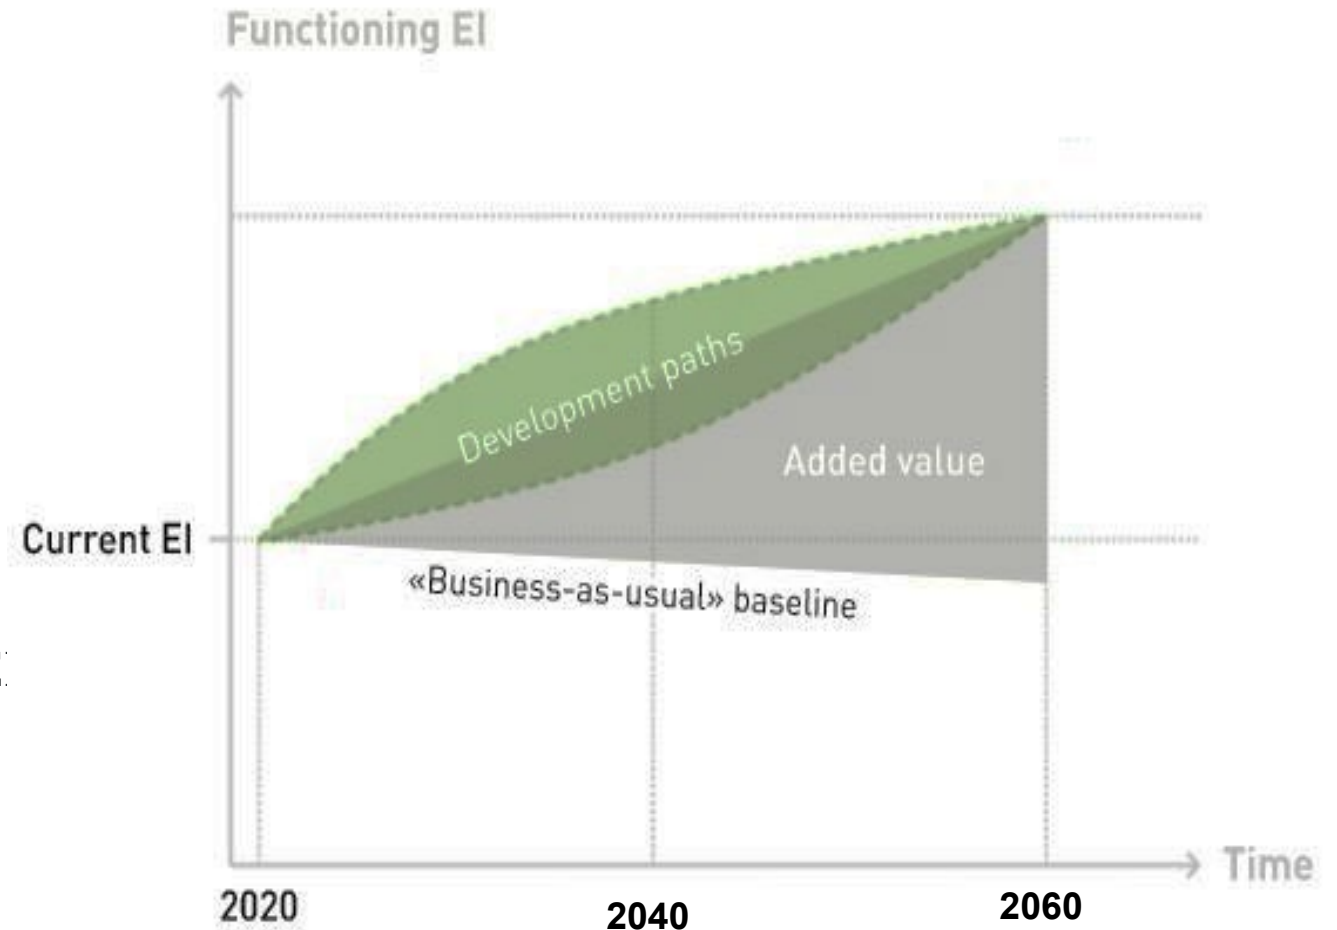 Functioning EI
Development paths
Added value
Current EI
«Business-as-usual» baseline
Time
2020
2040
2060